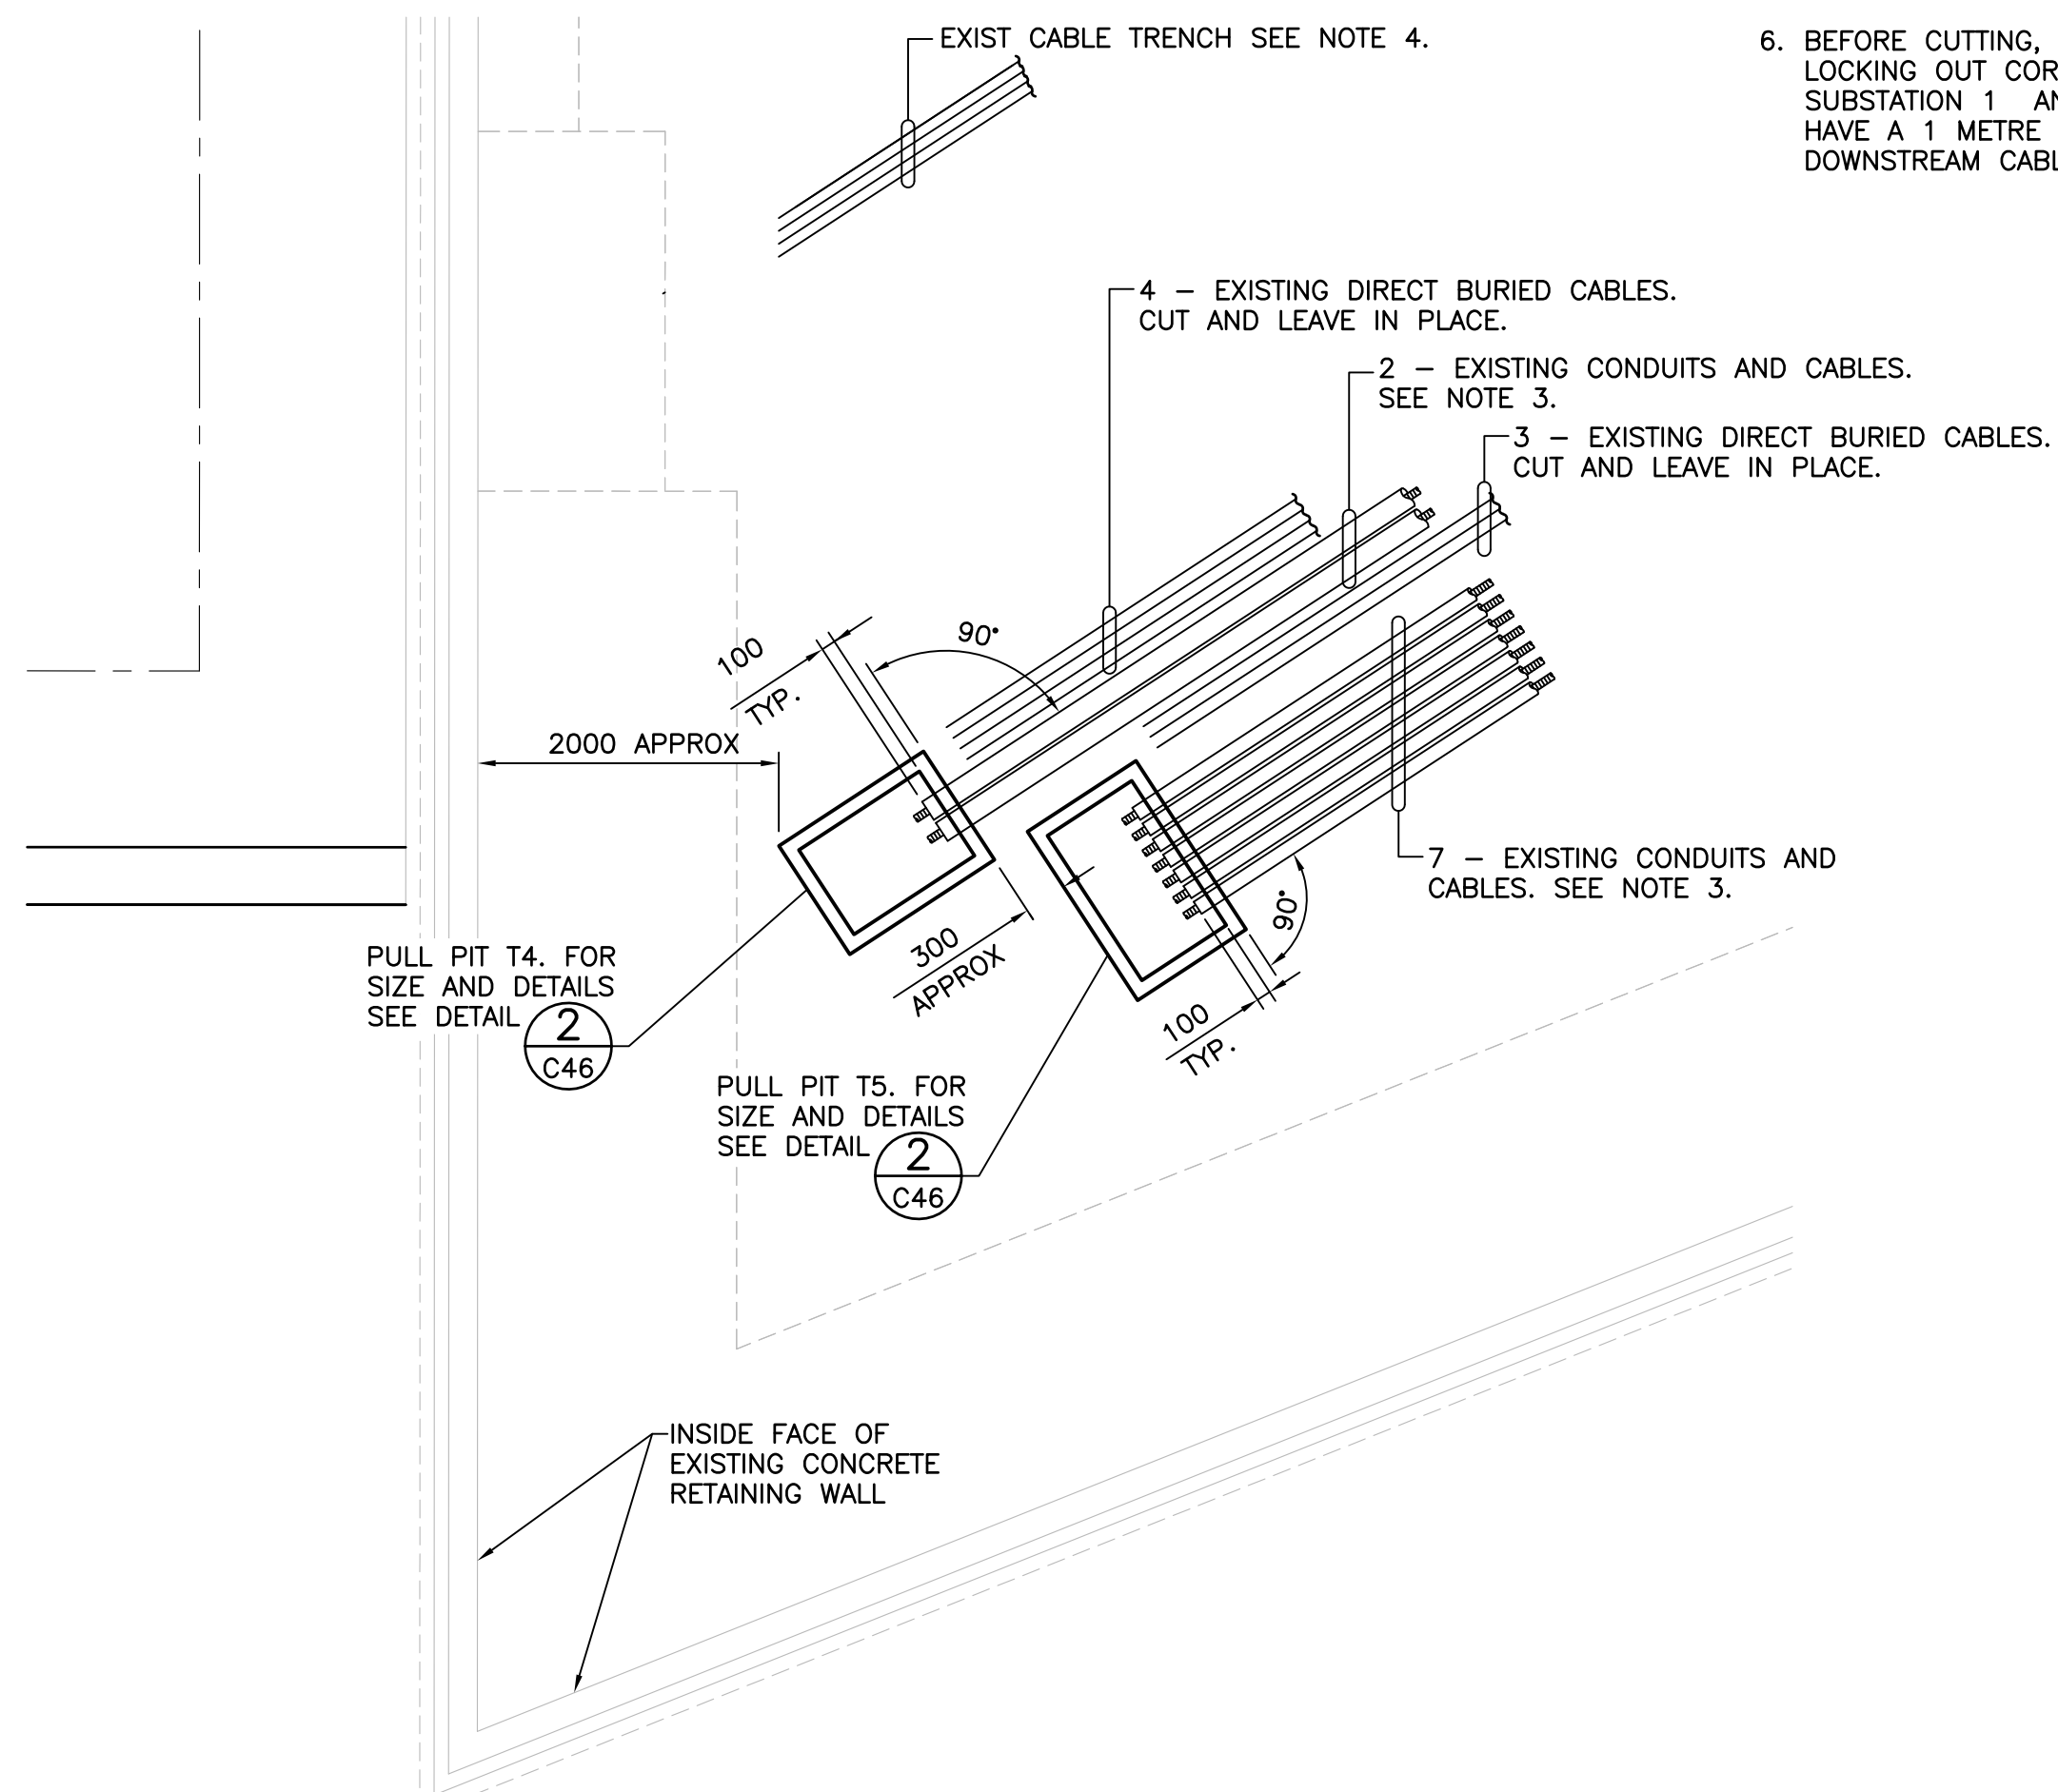 EXIST CABLE TRENCH SEE NOTE 4.
6. BEFORE CUTTING,
LOCKING OUT COR
SUBSTATION 1 AN
HAVE A 1 METRE
DOWNSTREAM CABL
4 – EXISTING DIRECT BURIED CABLES.
CUT AND LEAVE IN PLACE.
2 – EXISTING CONDUITS AND CABLES.
SEE NOTE 3.
3 – EXISTING DIRECT BURIED CABLES.
CUT AND LEAVE IN PLACE.
100
TYP.
90°
2000 APPROX
7 – EXISTING CONDUITS AND
CABLES. SEE NOTE 3.
90°
300
APPROX
100
TYP.
PULL PIT T4. FOR
SIZE AND DETAILS
SEE DETAIL
2
C46
PULL PIT T5. FOR
SIZE AND DETAILS
SEE DETAIL
2
C46
INSIDE FACE OF
EXISTING CONCRETE
RETAINING WALL